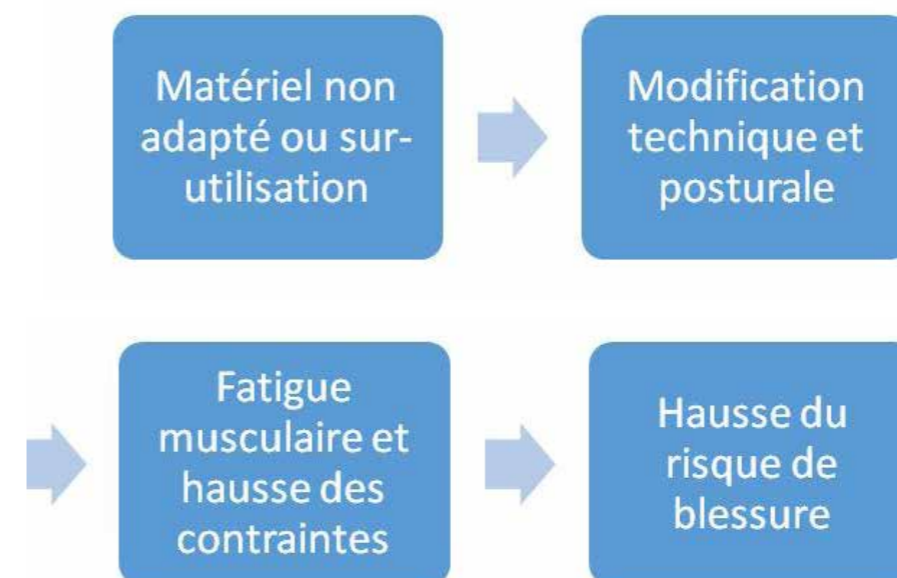 Matériel non
adapté ou sur-
utilisation
Modification
technique et
posturale
Fatigue
musculaire et
hausse des
contraintes
Hausse du
risque de
blessure